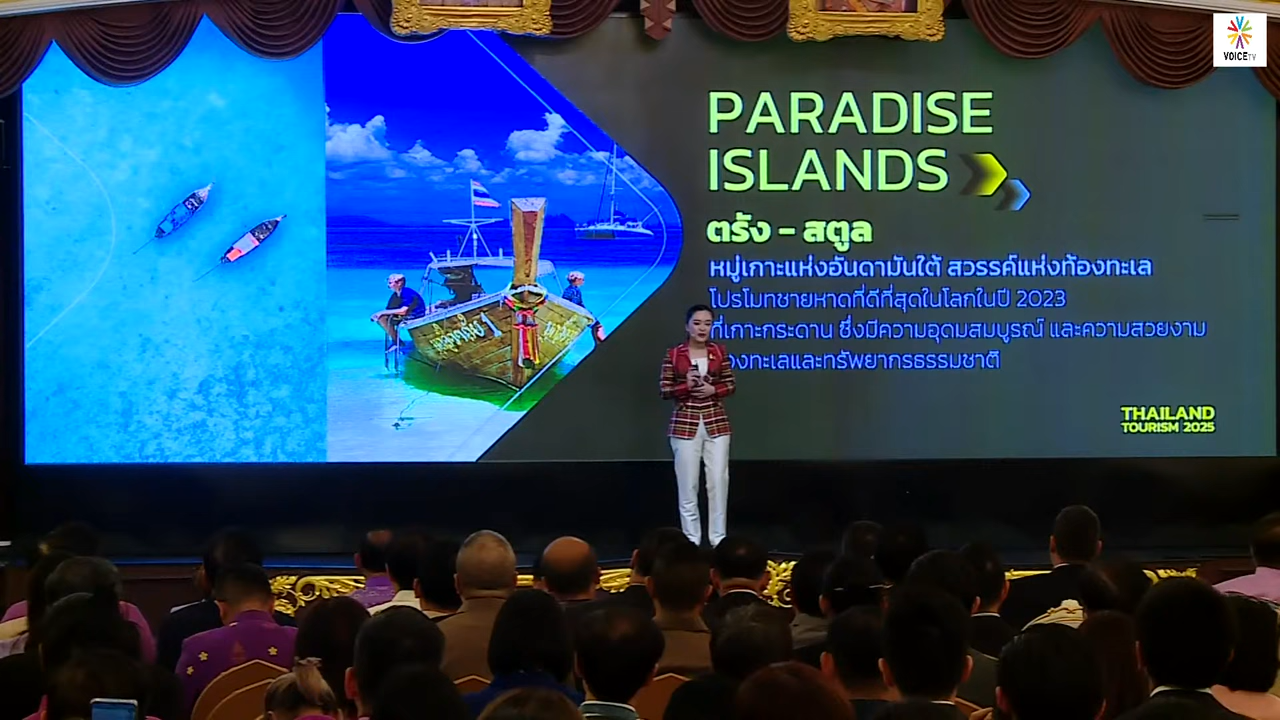 VOICE TV
PARADISE
ISLANDS
ตรัง - สตูล
หมู่เกาะแห่งอันดามันใต้ สวรรค์แห่งท้องทะเล
โปรโมทชายหาดที่ดีที่สุดในโลกในปี 2023
ที่เกาะกระดาน ซึ่งมีความอุดมสมบูรณ์ และความสวยงาม
ของทะเลและทรัพยากรธรรมชาติ
THAILAND
TOURISM 2025